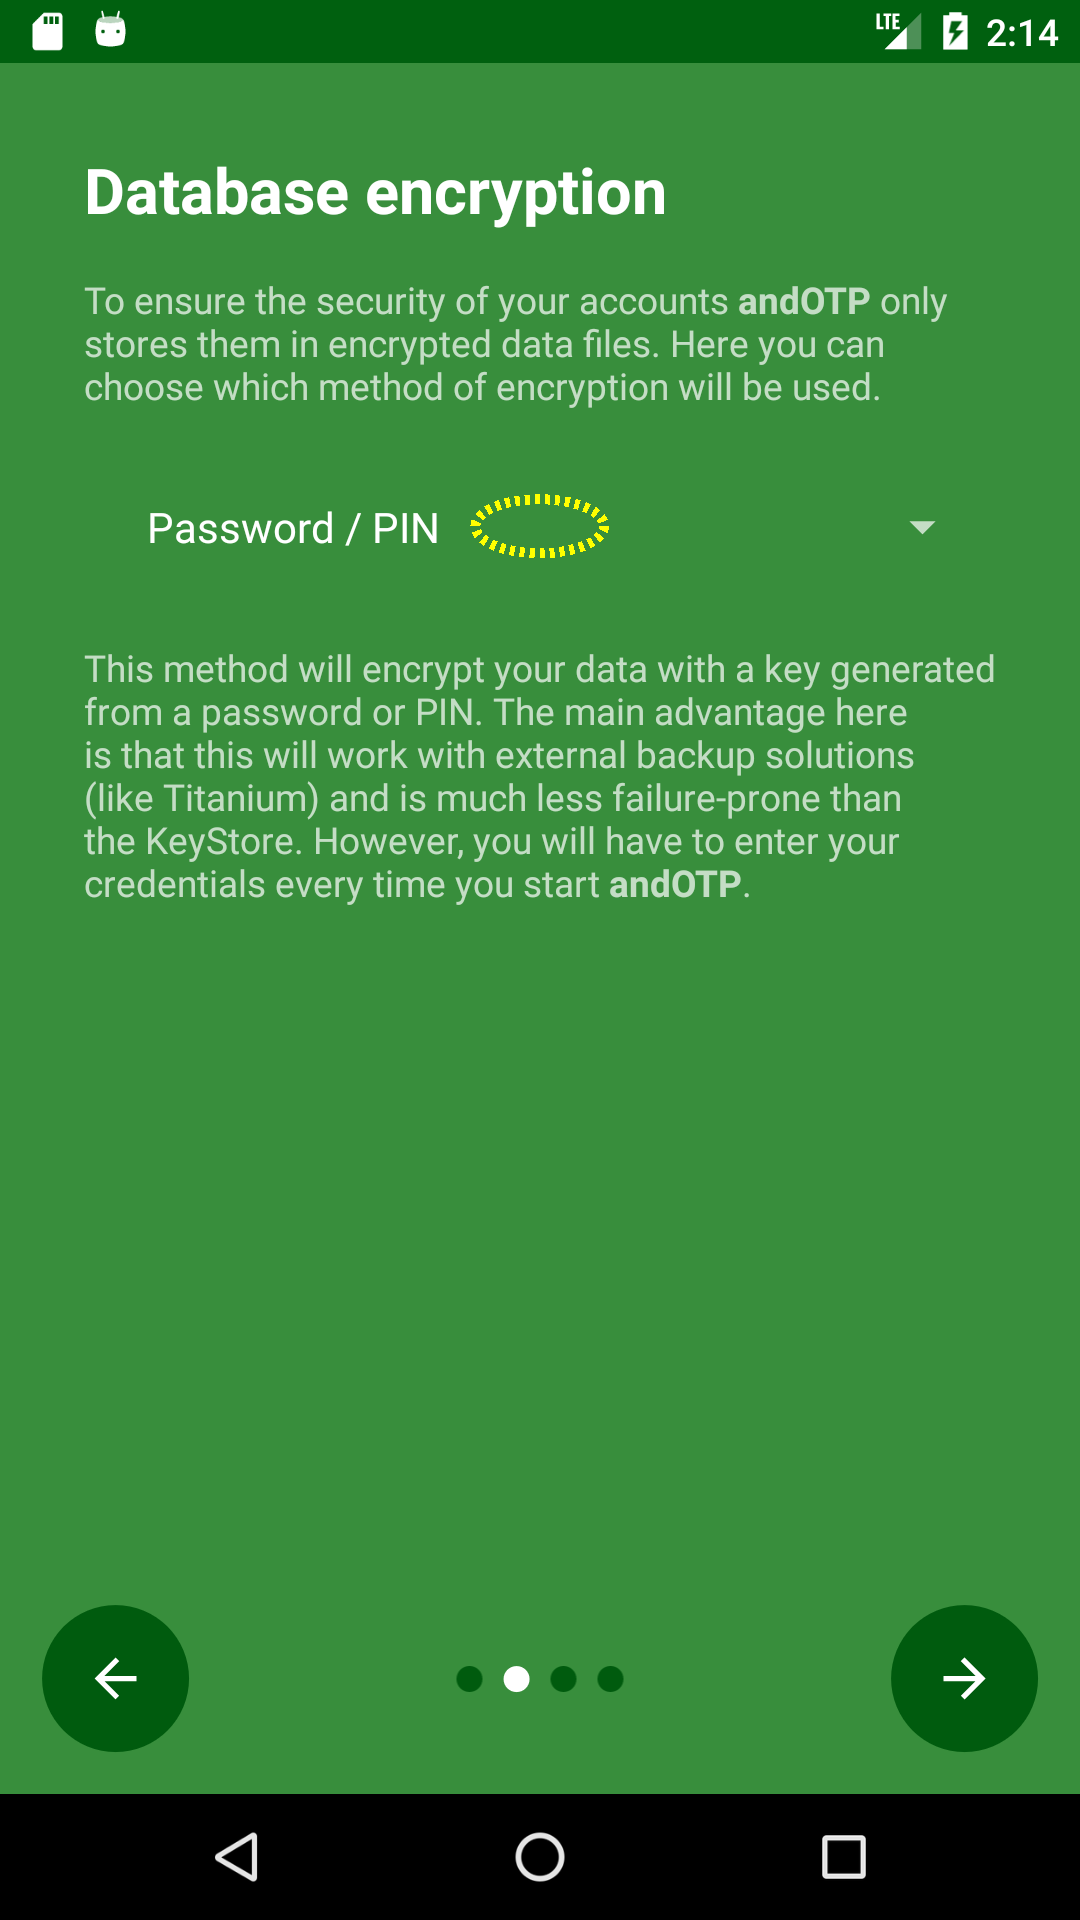 LTE 2:14
Database encryption
To ensure the security of your accounts andOTP only
stores them in encrypted data files. Here you can
choose which method of encryption will be used.
Password / PIN
This method will encrypt your data with a key generated
from a password or PIN. The main advantage here
is that this will work with external backup solutions
(like Titanium) and is much less failure-prone than
the KeyStore. However, you will have to enter your
credentials every time you start andOTP.